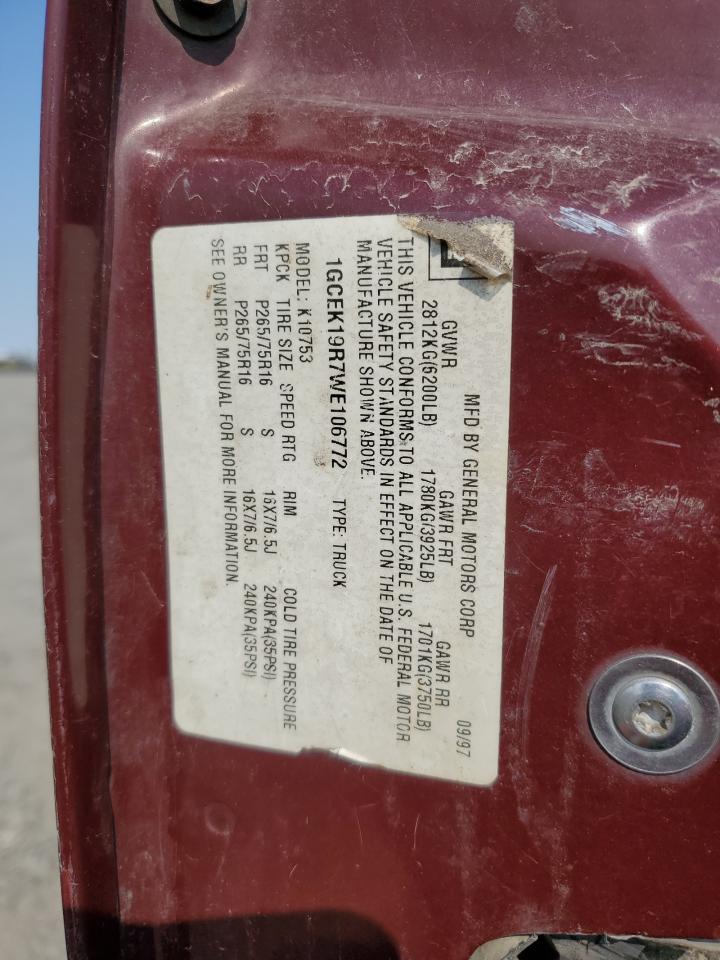 MFD BY GENERAL MOTORS CORP 09/97
GVWR GAWR FRT GAWR RR
2812KG(6200LB) 1780KG(3925LB) 1701KG(3750LB)
THIS VEHICLE CONFORMS TO ALL APPLICABLE U.S. FEDERAL MOTOR
VEHICLE SAFETY STANDARDS IN EFFECT ON THE DATE OF
MANUFACTURE SHOWN ABOVE.
1GCEK19R7WE106772 TYPE: TRUCK
MODEL: K10753
KPCK TIRE SIZE SPEED RTG RIM COLD TIRE PRESSURE
FRT P265/75R16 S 16X7/6.5J 240KPA(35PSI)
RR P265/75R16 S 16X7/6.5J 240KPA(35PSI)
SEE OWNER'S MANUAL FOR MORE INFORMATION.